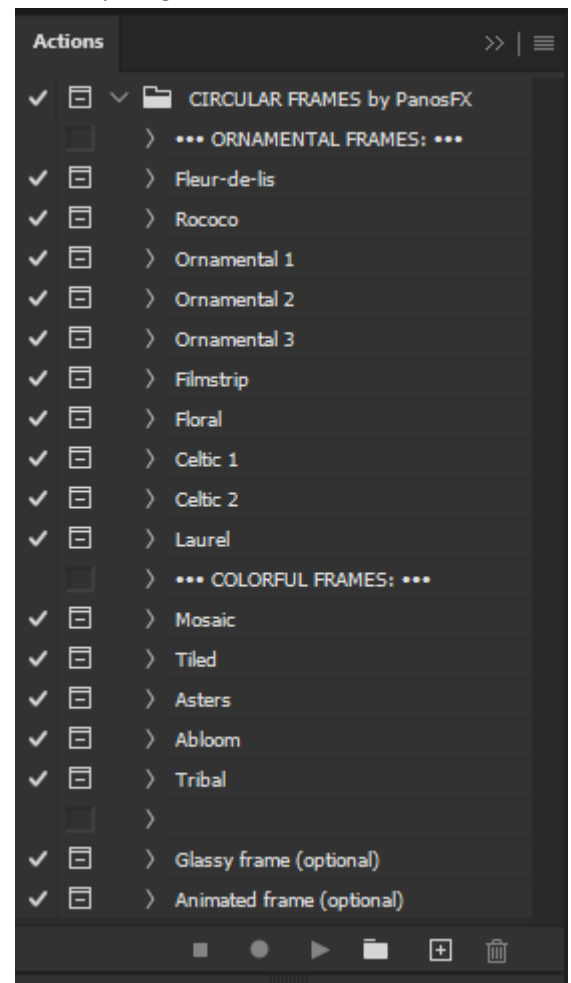 Actions
CIRCULAR FRAMES by PanosFX
••• ORNAMENTAL FRAMES: •••
Fleur-de-lis
Rococo
Ornamental 1
Ornamental 2
Ornamental 3
Filmstrip
Floral
Celtic 1
Celtic 2
Laurel
••• COLORFUL FRAMES: •••
Mosaic
Tiled
Asters
Abloom
Tribal
Glassy frame (optional)
Animated frame (optional)